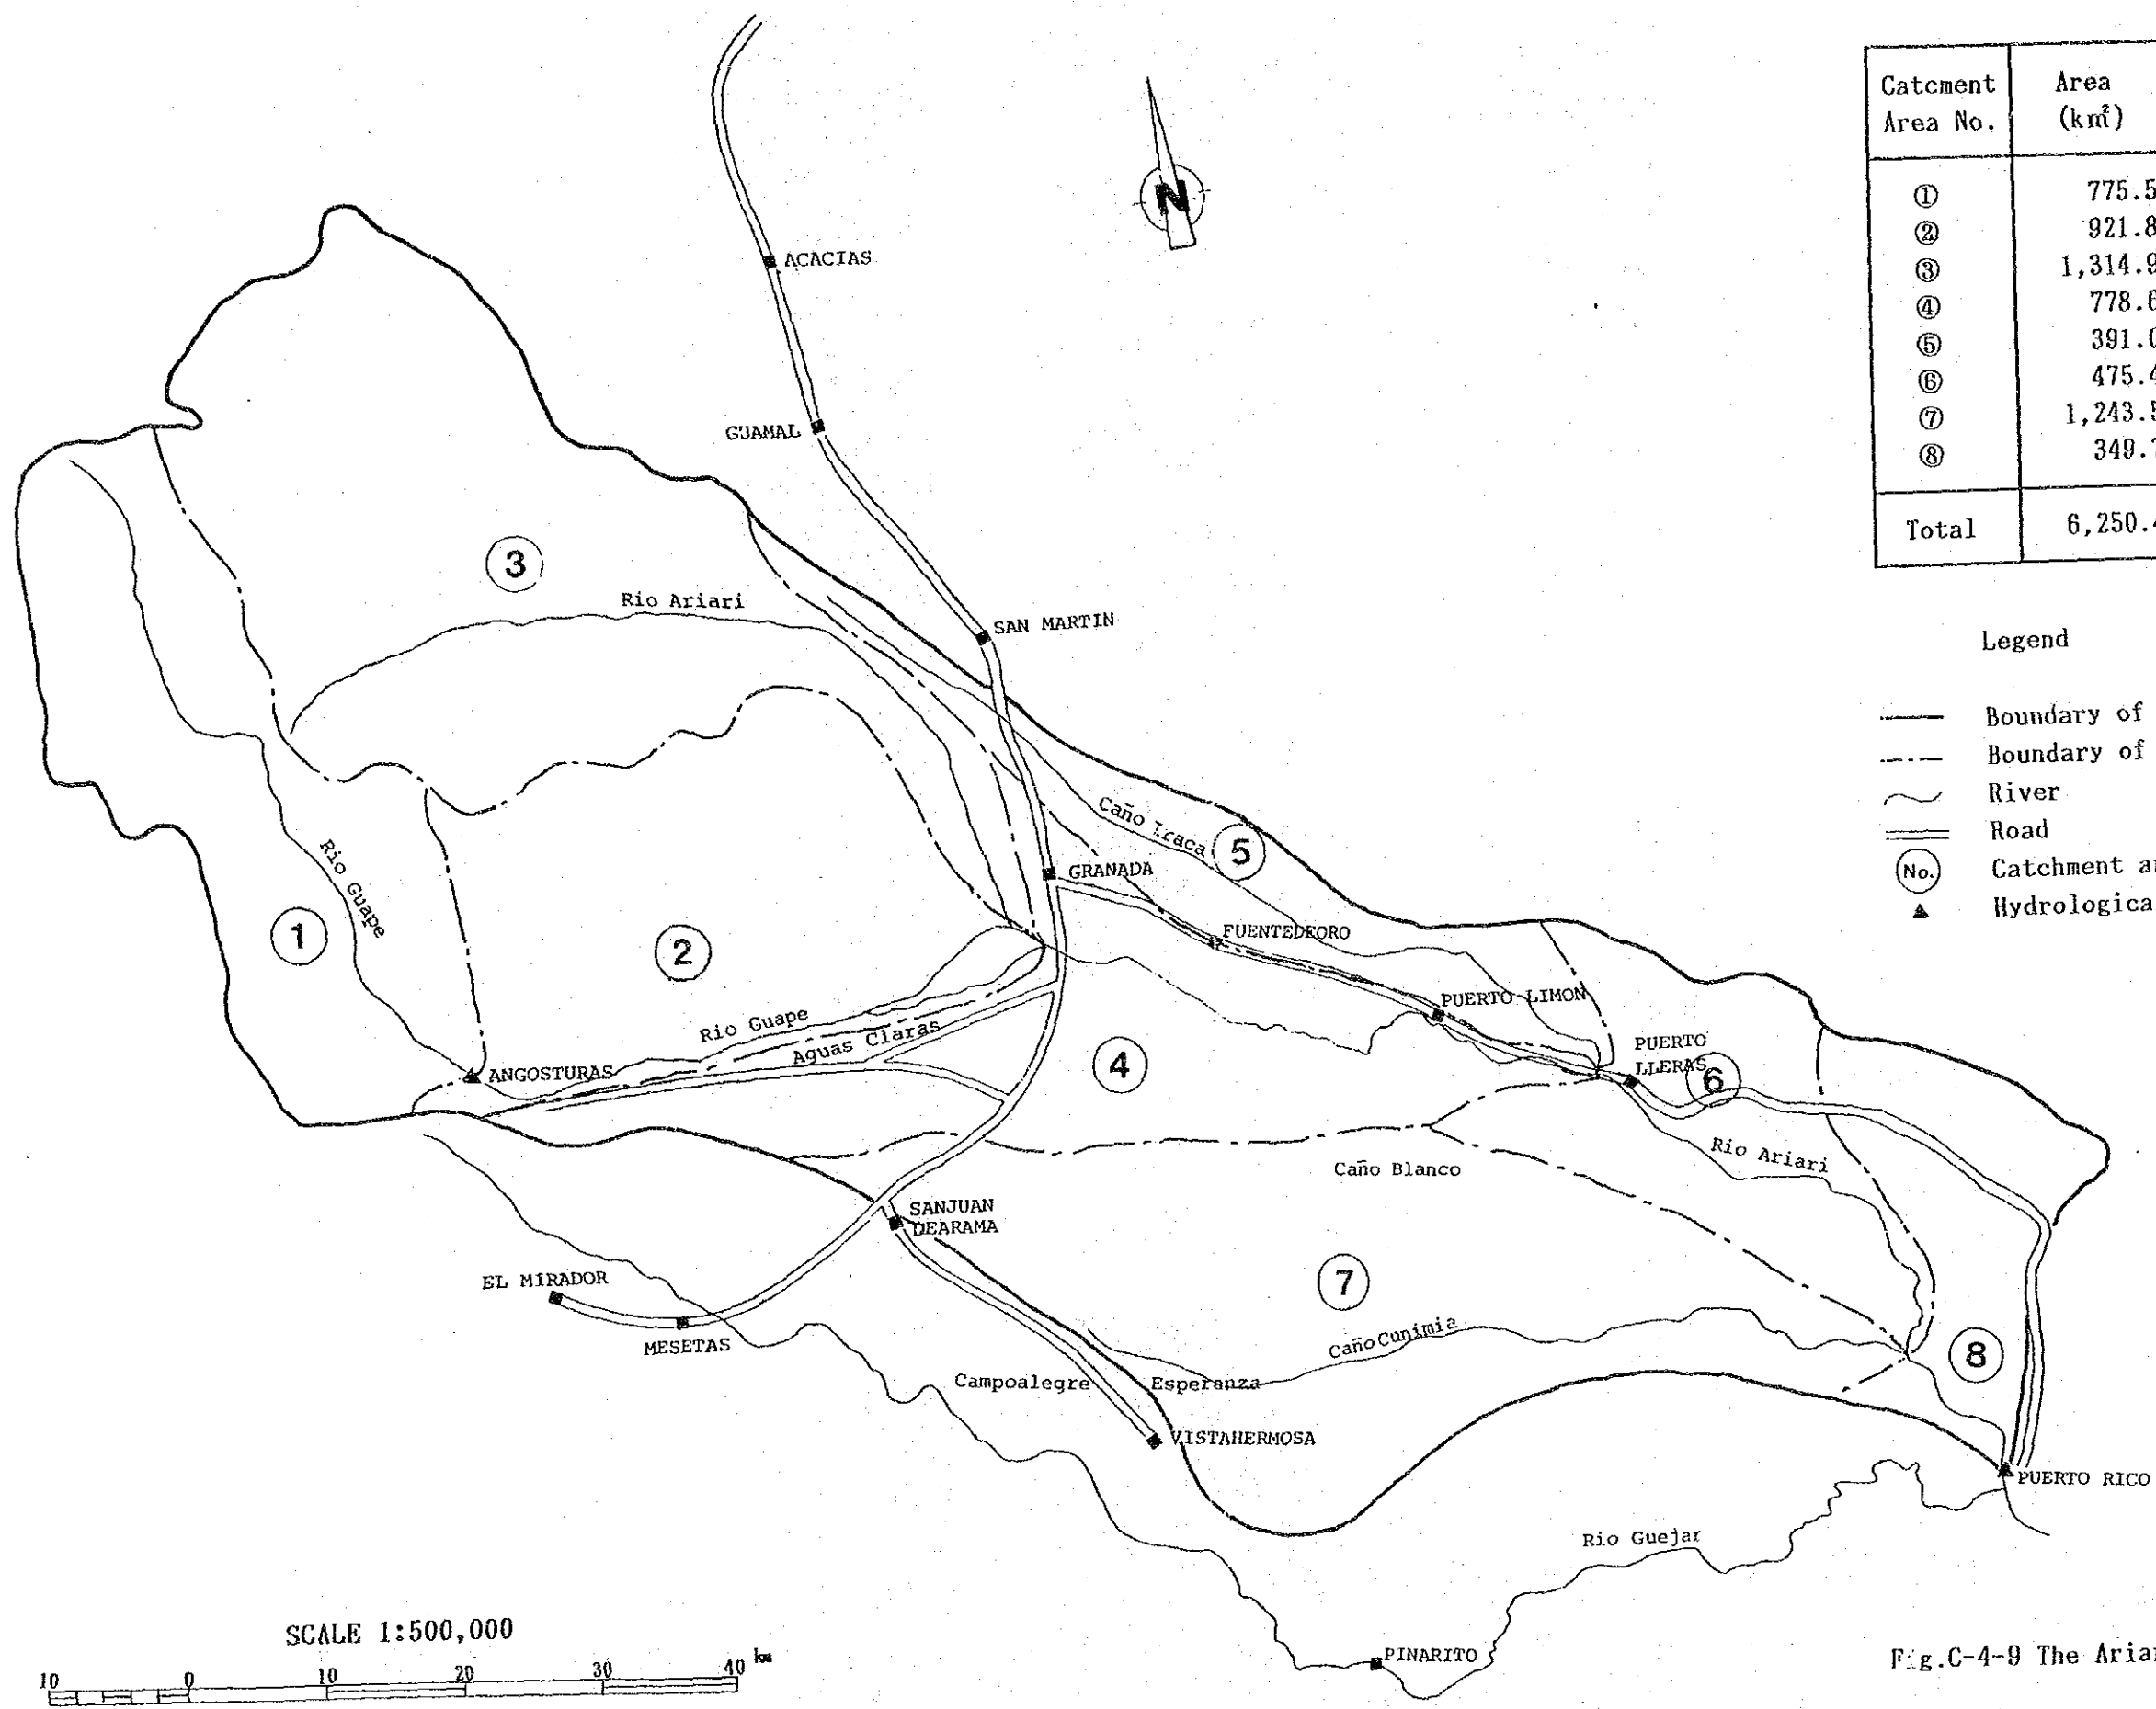 Catcment Area
Area No. (km²)
① 775.5
② 921.8
③ 1,314.9
④ 778.6
⑤ 391.0
⑥ 475.4
⑦ 1,243.5
⑧ 349.7
Total 6,250.4
Legend
Boundary of
Boundary of
River
Road
No. Catchment
Hydrologica
N
ACACIAS
GUAMAL
3
Rio Ariari
SAN MARTIN
Caño Iraca
5
GRANADA
Rio Guape
1
2
FUENTEDEORO
PUERTO LIMON
Rio Guape
Aguas Claras
ANGOSTURAS
4
PUERTO
LLERAS
6
Rio Ariari
Caño Blanco
SANJUAN
DEARAMA
EL MIRADOR
MESETAS
7
Caño Cunimia
Campoalegre
Esperanza
8
VISTAHERMOSA
PUERTO RICO
Rio Guejar
PINARITO
SCALE 1:500,000
10 0 10 20 30 40 km
Fig.C-4-9 The Aria